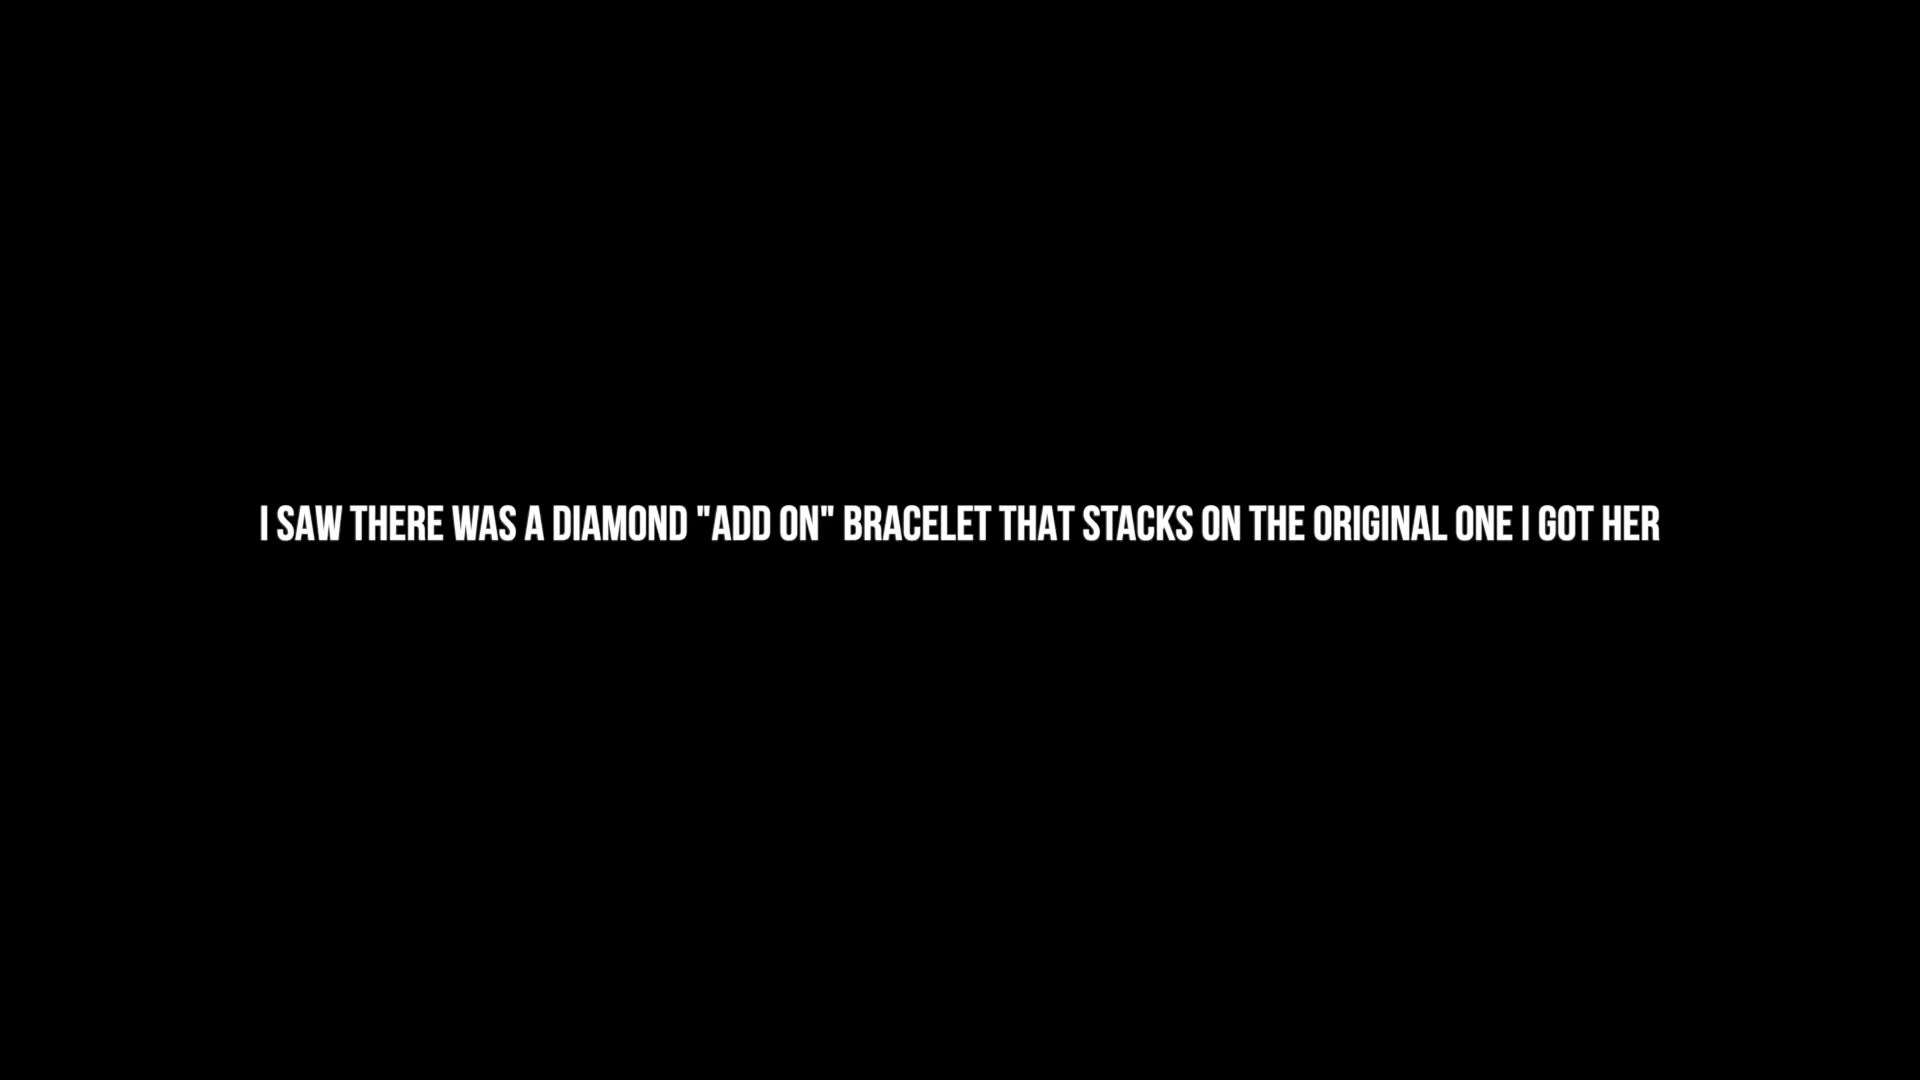 I SAW THERE WAS A DIAMOND "ADD ON" BRACELET THAT STACKS ON THE ORIGINAL ONE I GOT HER